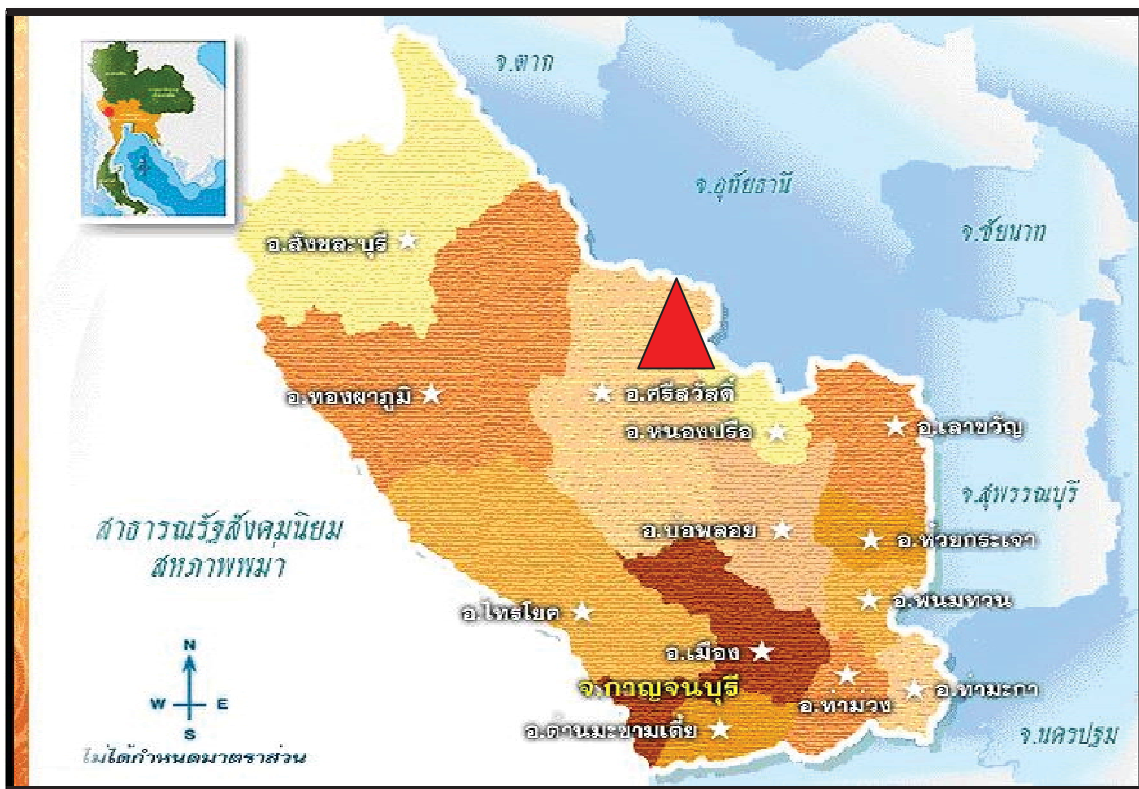 จ.ตาก
จ.อุทัยธานี
จ.ชัยนาท
อ.สังขละบุรี
อ.ทองผาภูมิ
อ.ศรีสวัสดิ์
อ.หนองปรือ
อ.เลาขวัญ
จ.สุพรรณบุรี
สาธารณรัฐสังคมนิยม
สหภาพพม่า
อ.บ่อพลอย
อ.ห้วยกระเจา
อ.ไทรโยค
อ.พนมทวน
N
W E
S
อ.เมือง
จ.กาญจนบุรี
อ.ท่าม่วง
อ.ท่ามะกา
อ.ด่านมะขามเตี้ย
จ.นครปฐม
ไม่ได้กำหนดมาตราส่วน